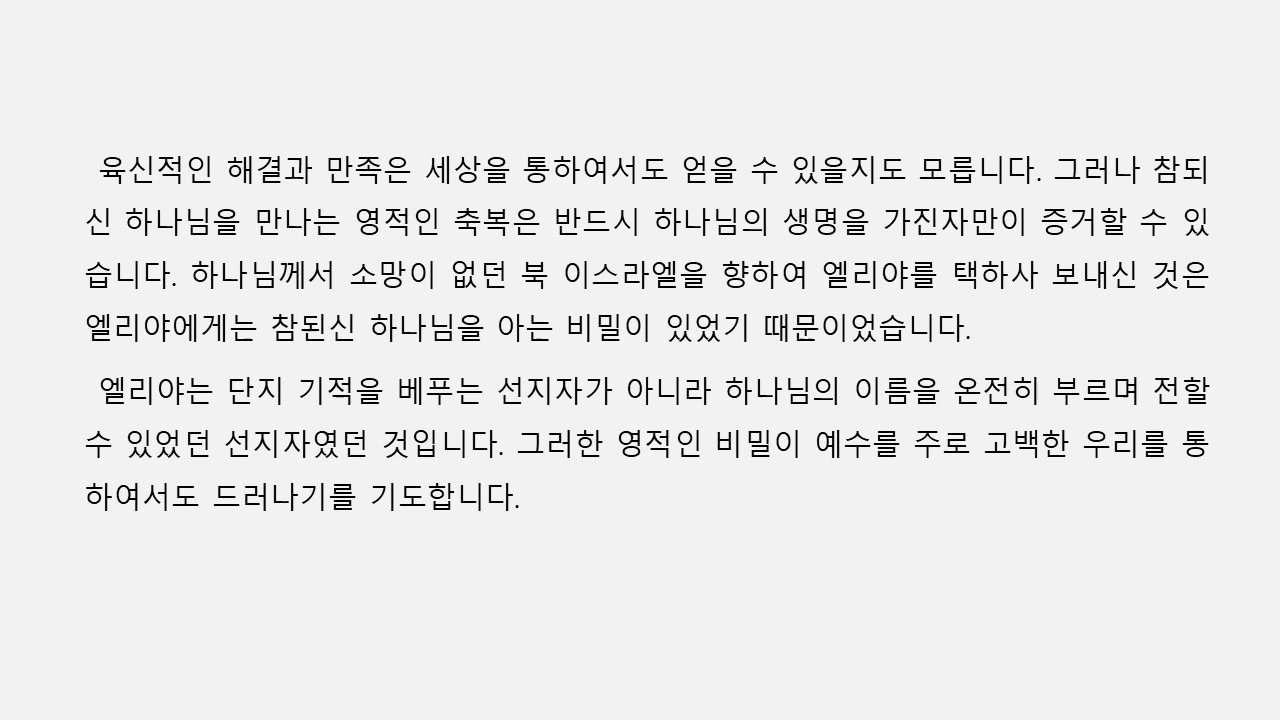 육신적인 해결과 만족은 세상을 통하여서도 얻을 수 있을지도 모릅니다. 그러나 참되
신 하나님을 만나는 영적인 축복은 반드시 하나님의 생명을 가진자만이 증거할 수 있
습니다. 하나님께서 소망이 없던 북 이스라엘을 향하여 엘리야를 택하사 보내신 것은
엘리야에게는 참된신 하나님을 아는 비밀이 있었기 때문이었습니다.
엘리야는 단지 기적을 베푸는 선지자가 아니라 하나님의 이름을 온전히 부르며 전할
수 있었던 선지자였던 것입니다. 그러한 영적인 비밀이 예수를 주로 고백한 우리를 통
하여서도 드러나기를 기도합니다.